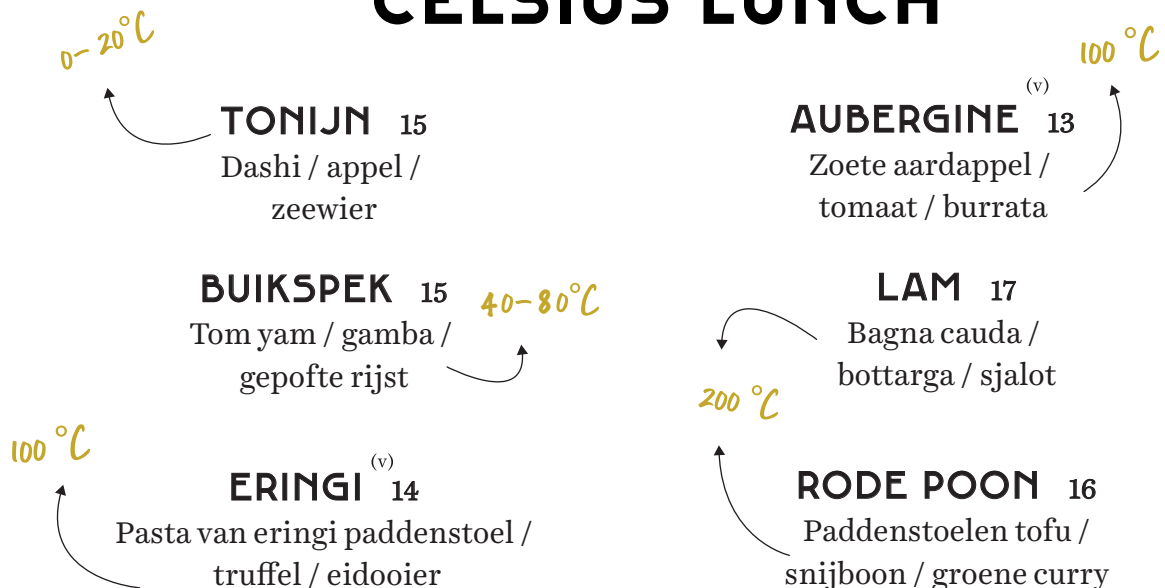 CELSIUS LUNCH
0- 20°C
TONIJN 15
Dashi / appel /
zeewier
BUIKSPEK 15
40-80°C
Tom yam / gamba /
gepofte rijst
100 °C
ERINGI (v) 14
Pasta van eringi paddenstoel /
truffel / eidooier
100 °C
AUBERGINE (v) 13
Zoete aardappel /
tomaat / burrata
LAM 17
Bagna cauda /
bottarga / sjalot
200 °C
RODE POON 16
Paddenstoelen tofu /
snijboon / groene curry